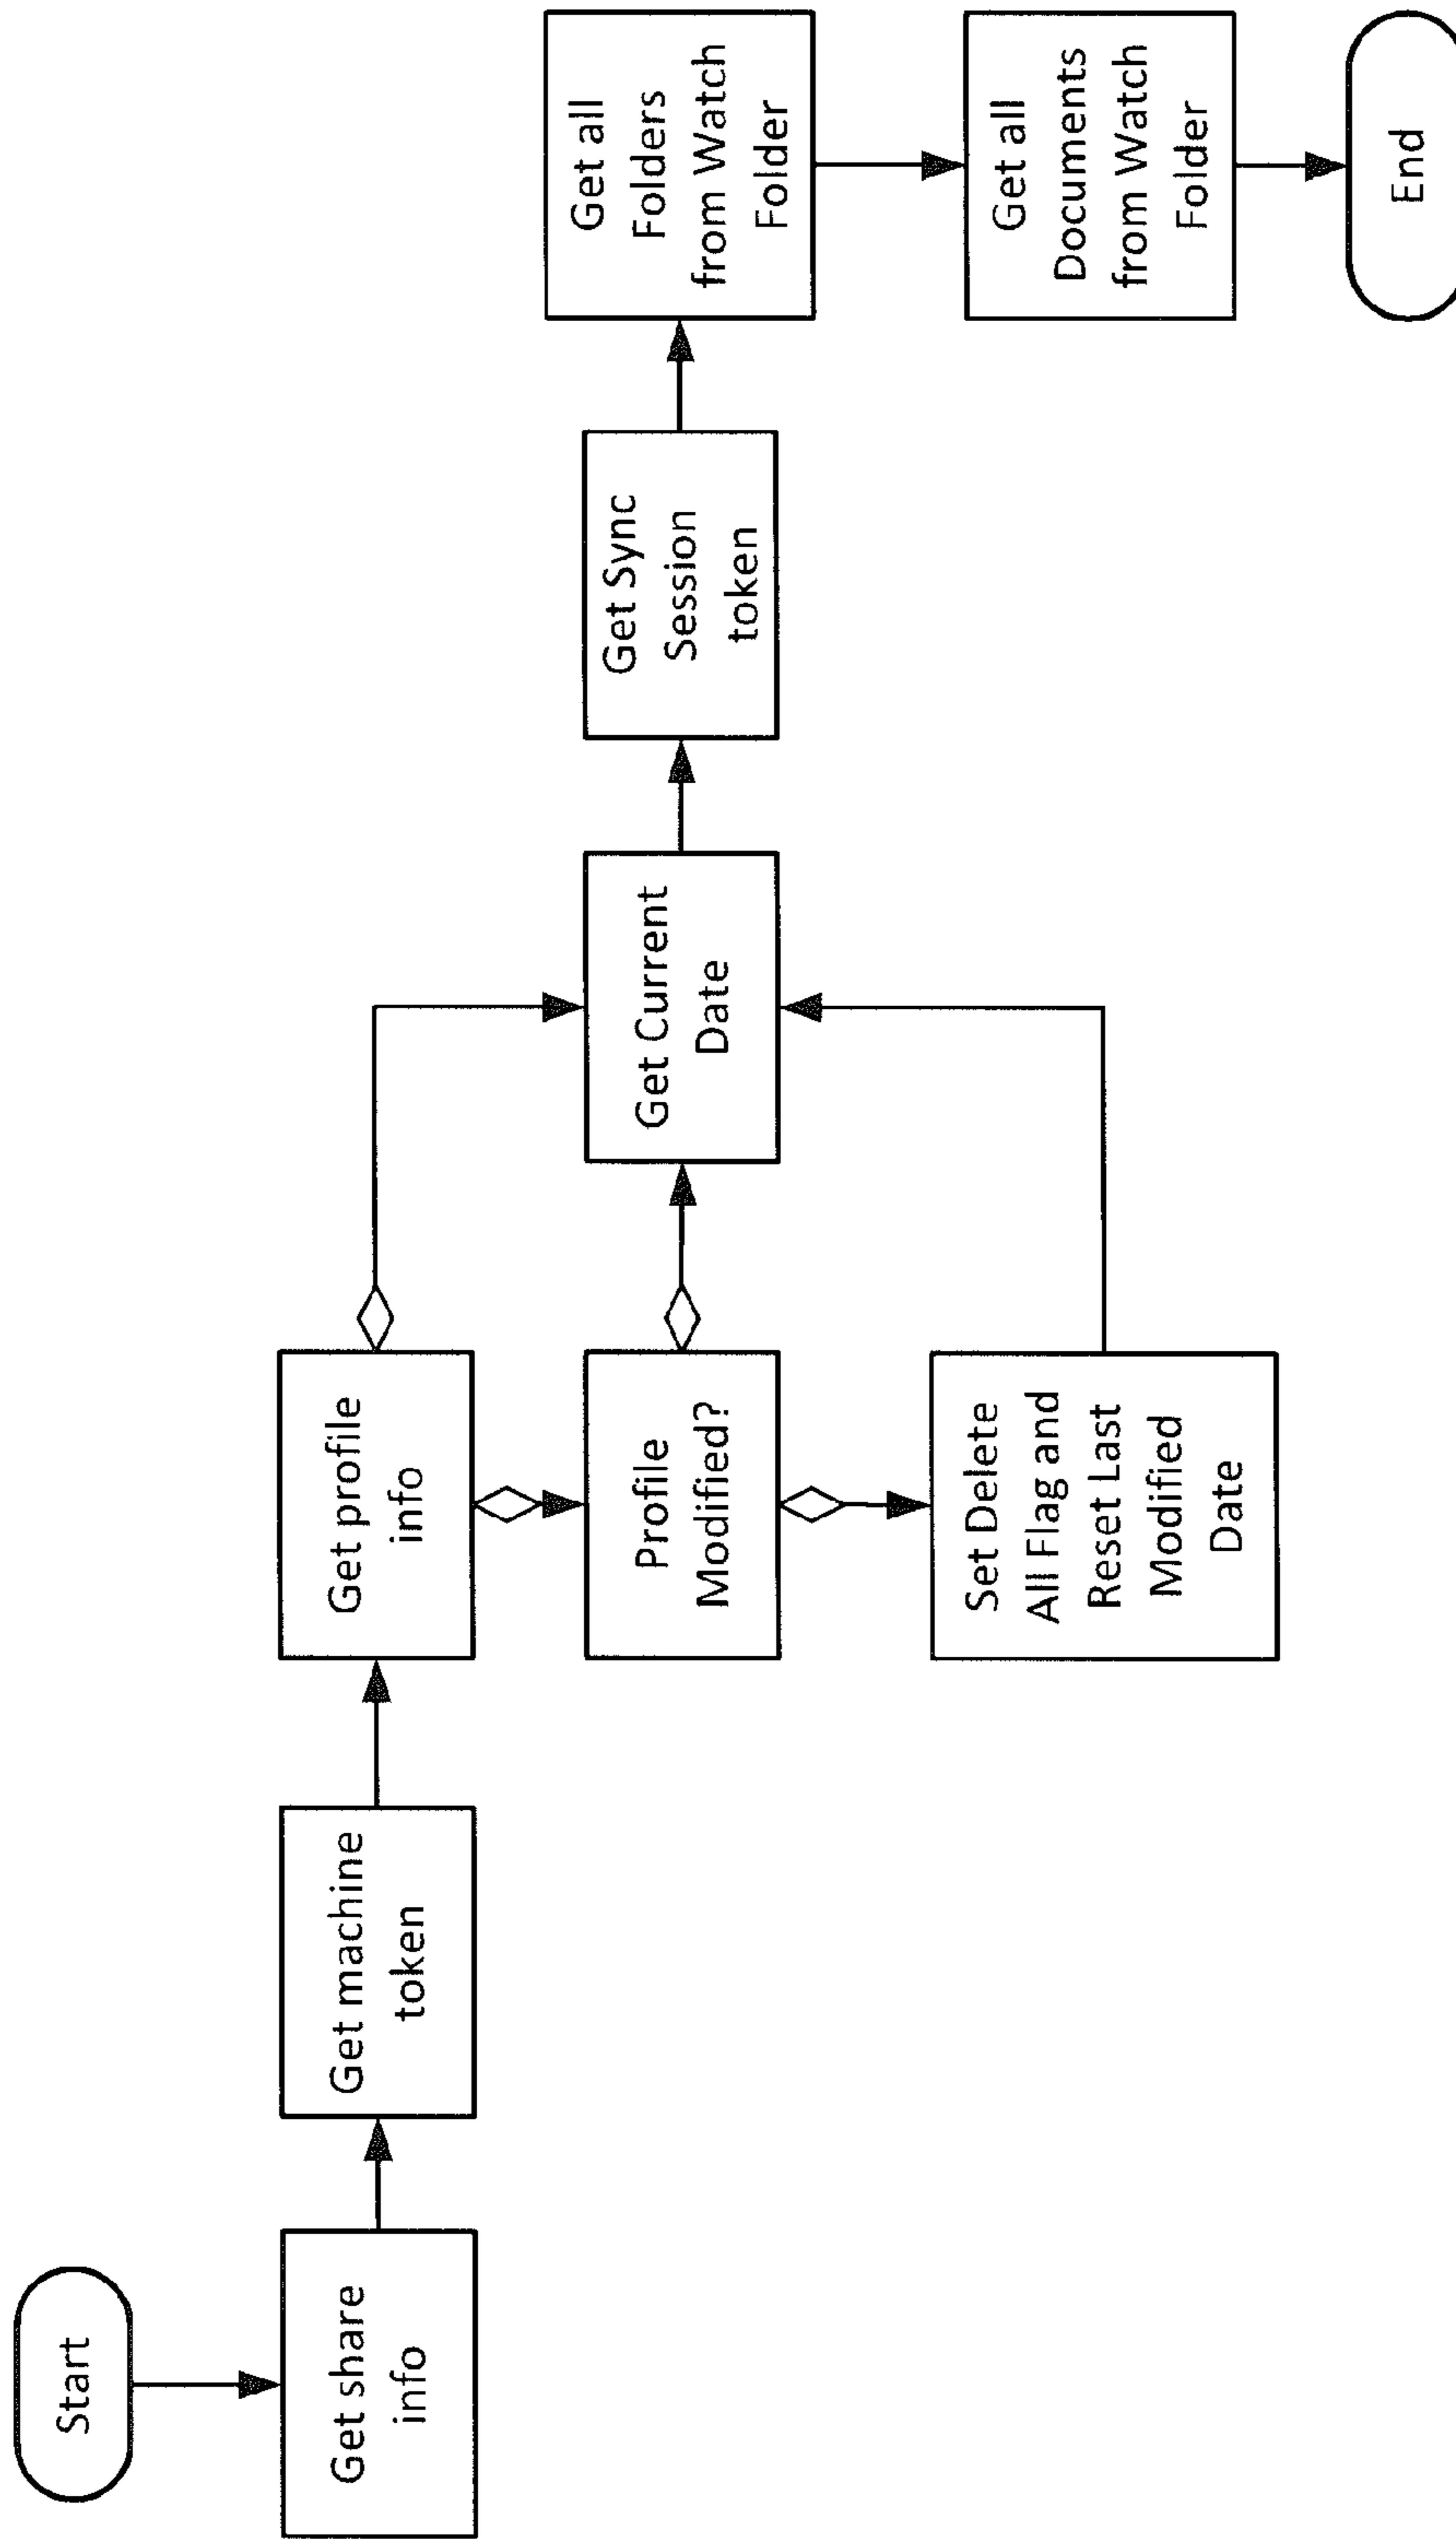 Start
Get share
info
Get machine
token
Get profile
info
Profile
Modified?
Set Delete
All Flag and
Reset Last
Modified
Date
Get Current
Date
Get Sync
Session
token
Get all
Folders
from Watch
Folder
Get all
Documents
from Watch
Folder
End